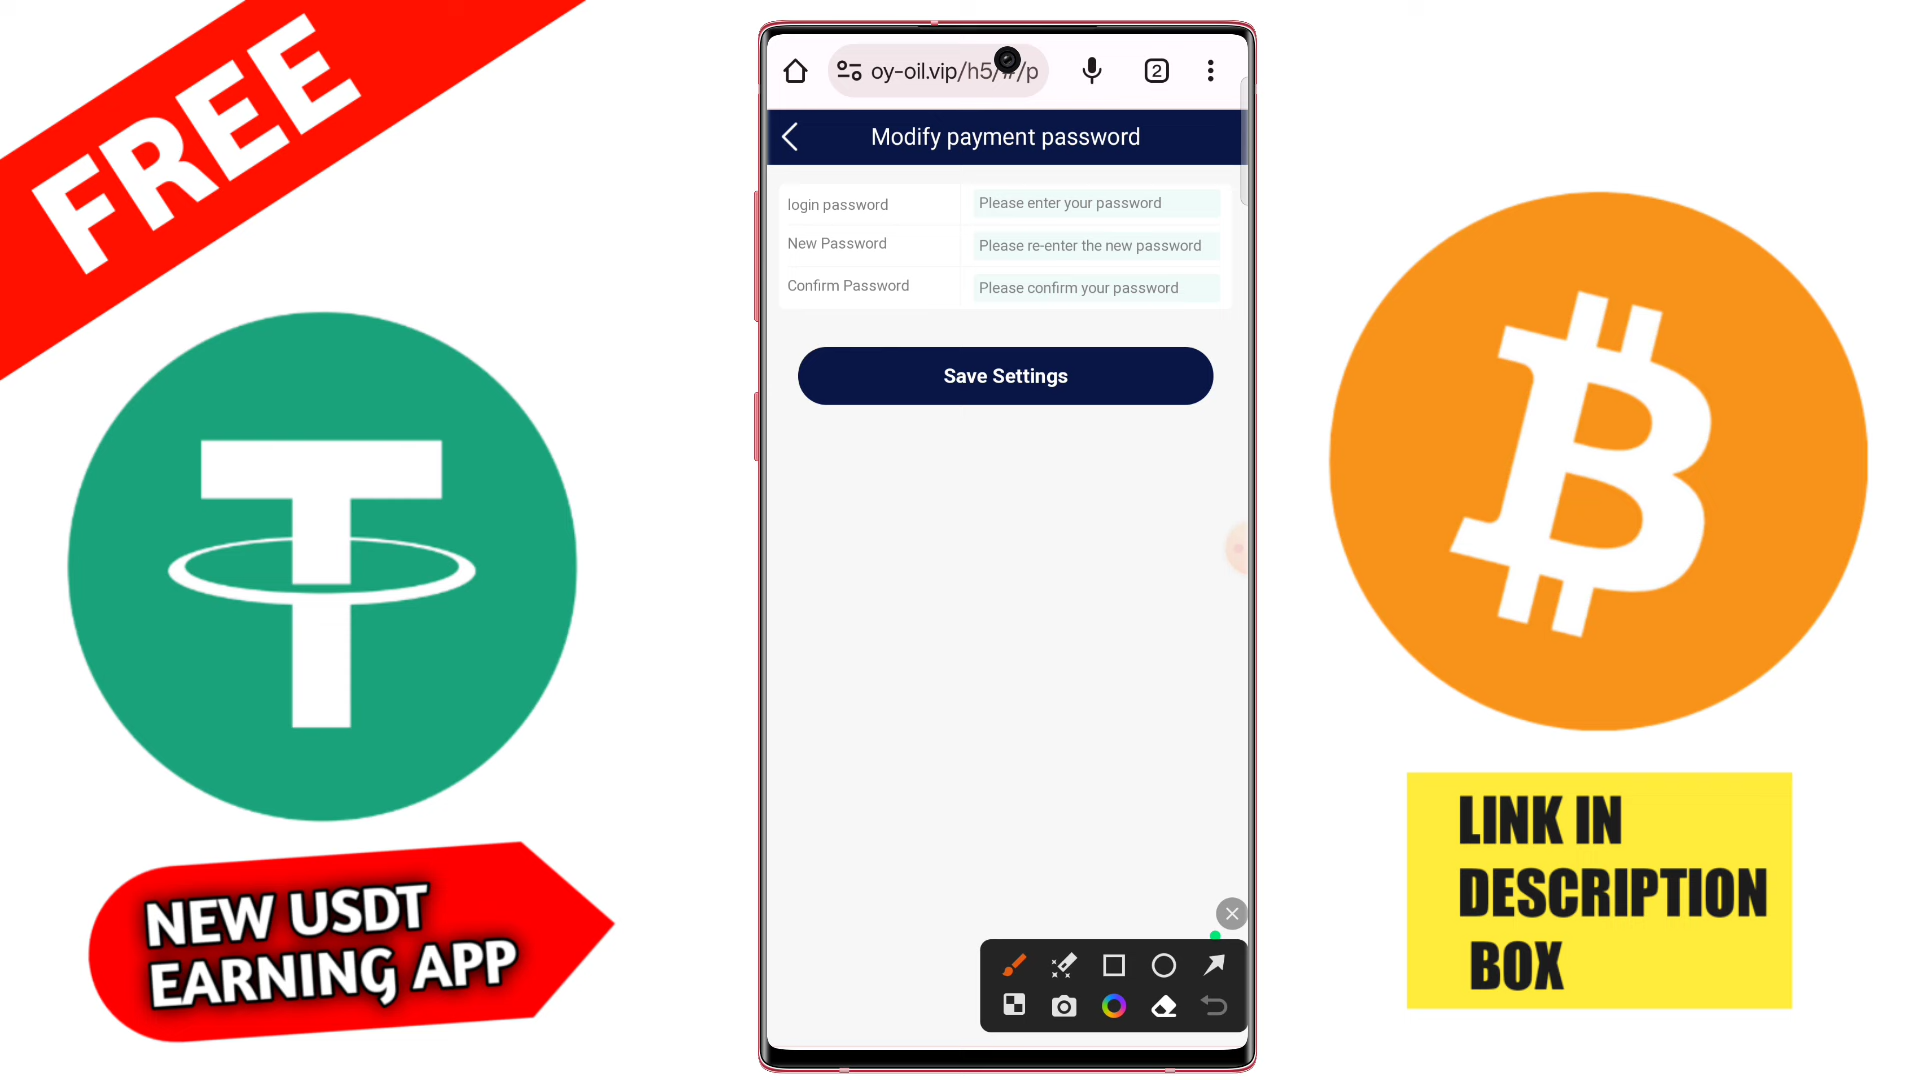 FREE
oy-oil.vip/h5/#/p
2
Modify payment password
login password
Please enter your password
New Password
Please re-enter the new password
Confirm Password
Please confirm your password
Save Settings
NEW USDT
EARNING APP
LINK IN
DESCRIPTION
BOX